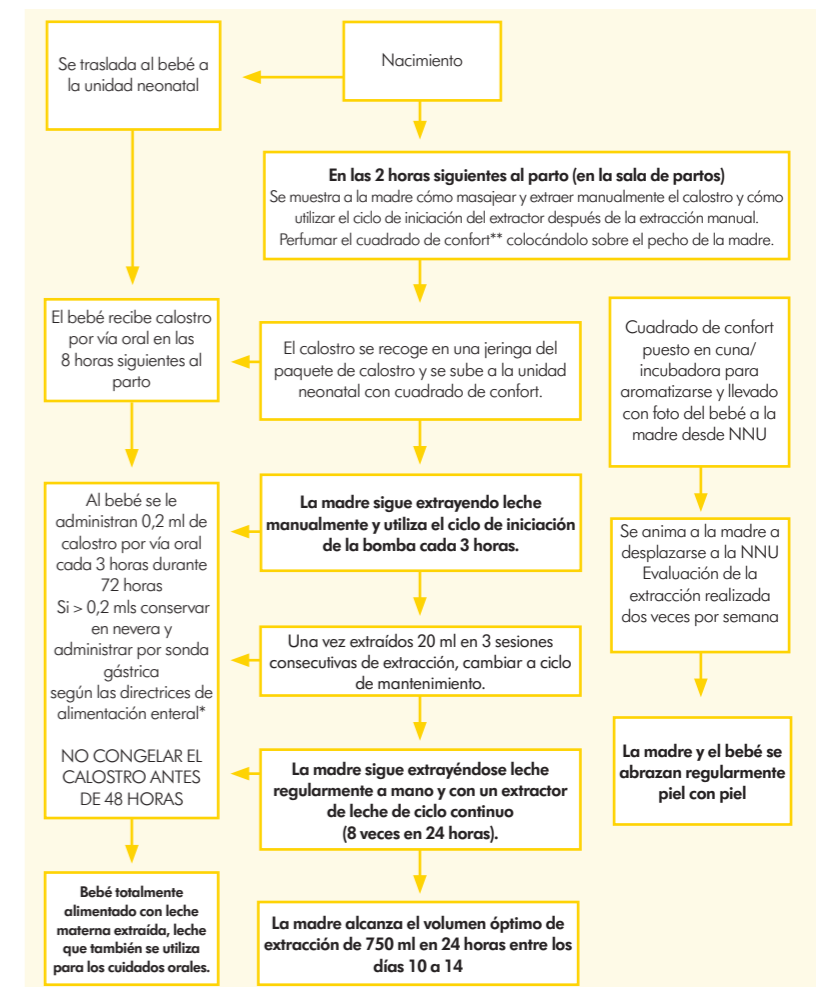 Se traslada al bebé a
la unidad neonatal
Nacimiento
En las 2 horas siguientes al parto (en la sala de partos)
Se muestra a la madre cómo masajear y extraer manualmente el calostro y cómo
utilizar el ciclo de iniciación del extractor después de la extracción manual.
Perfumar el cuadrado de confort** colocándolo sobre el pecho de la madre.
El bebé recibe calostro
por vía oral en las
8 horas siguientes al
parto
El calostro se recoge en una jeringa del
paquete de calostro y se sube a la unidad
neonatal con cuadrado de confort.
Cuadrado de confort
puesto en cuna/
incubadora para
aromatizarse y llevado
con foto del bebé a la
madre desde NNU
Al bebé se le
administran 0,2 ml de
calostro por vía oral
cada 3 horas durante
72 horas
Si > 0,2 mls conservar
en nevera y
administrar por sonda
gástrica
según las directrices de
alimentación enteral*
NO CONGELAR EL
CALOSTRO ANTES
DE 48 HORAS
La madre sigue extrayendo leche
manualmente y utiliza el ciclo de iniciación
de la bomba cada 3 horas.
Se anima a la madre a
desplazarse a la NNU
Evaluación de la
extracción realizada
dos veces por semana
Una vez extraídos 20 ml en 3 sesiones
consecutivas de extracción, cambiar a ciclo
de mantenimiento.
La madre sigue extrayéndose leche
regularmente a mano y con un extractor
de leche de ciclo continuo
(8 veces en 24 horas).
La madre y el bebé se
abrazan regularmente
piel con piel
Bebé totalmente
alimentado con leche
materna extraída, leche
que también se utiliza
para los cuidados orales.
La madre alcanza el volumen óptimo de
extracción de 750 ml en 24 horas entre los
días 10 a 14